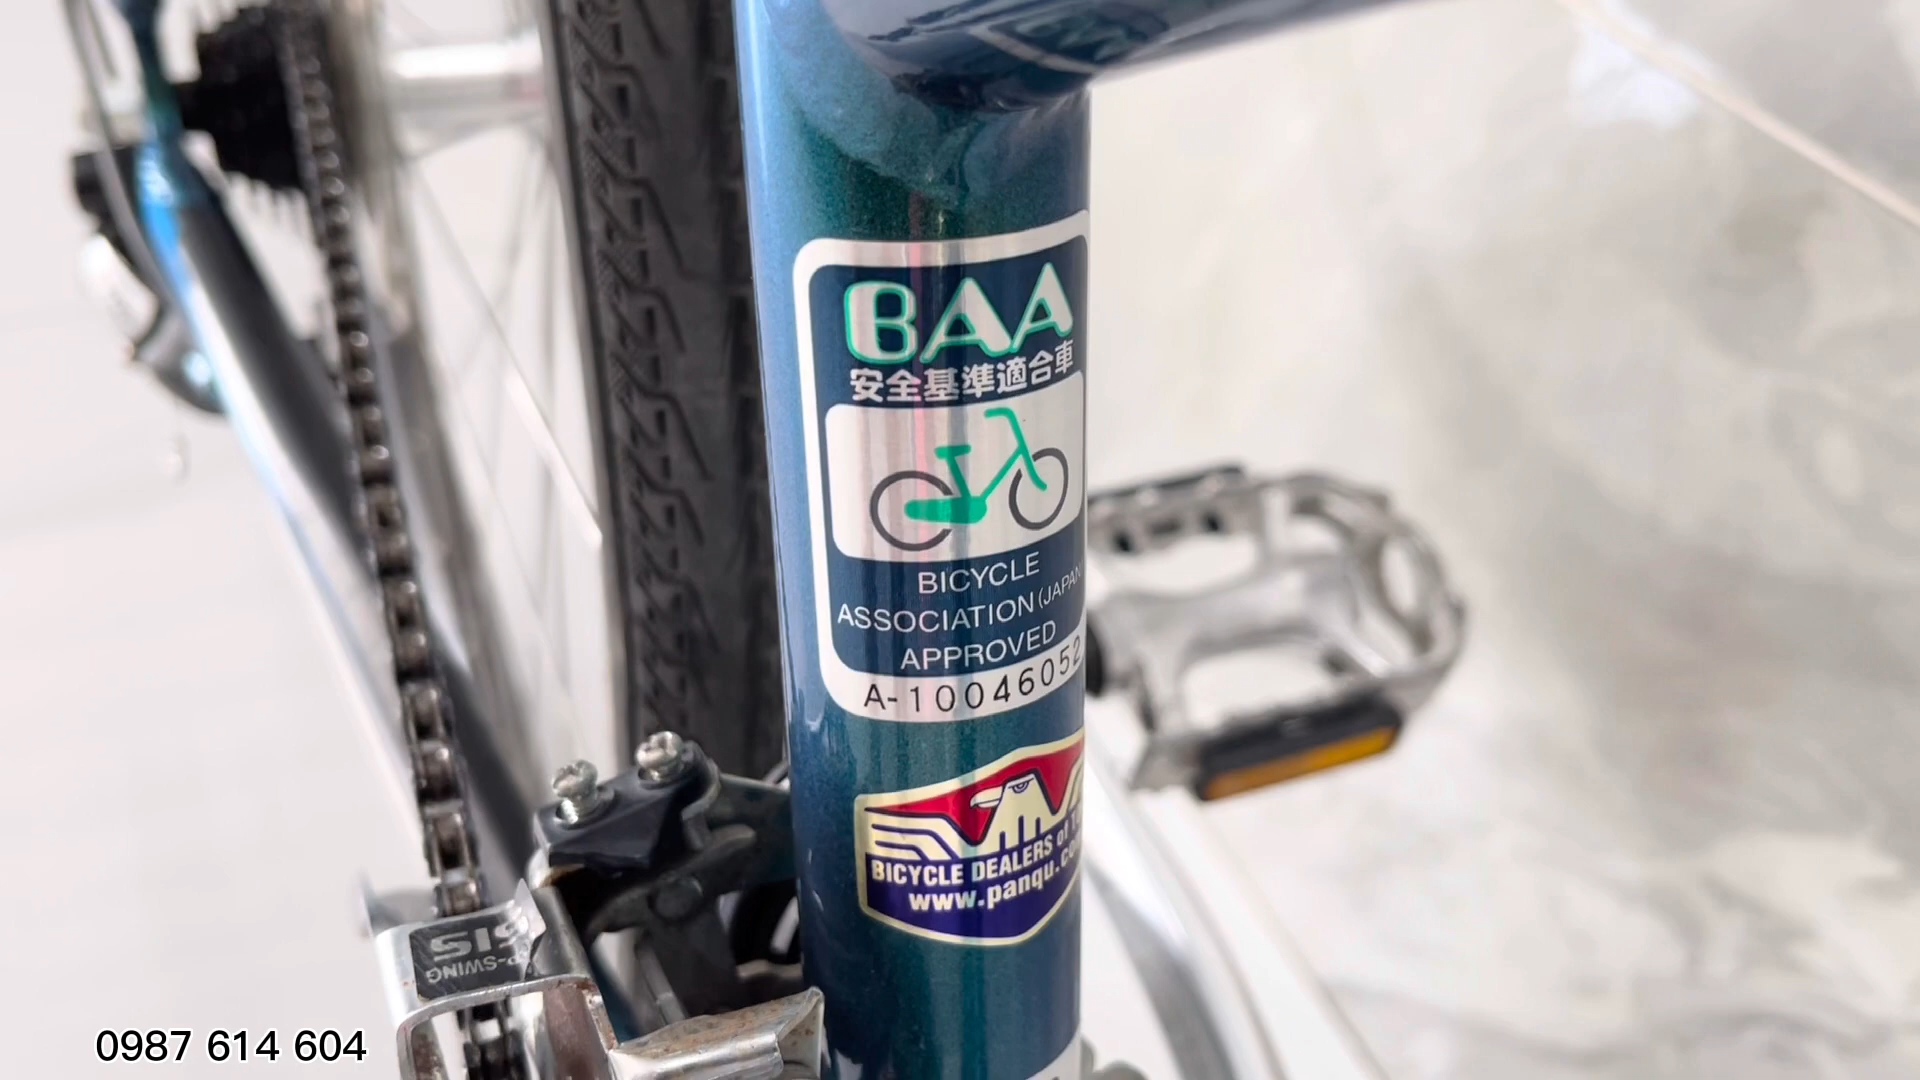 BAA
安全基準適合車
BICYCLE
ASSOCIATION (JAPAN
APPROVED
A-10046052
BICYCLE DEALERS of
www.panqu.co
SIS
-SWING
0987 614 604